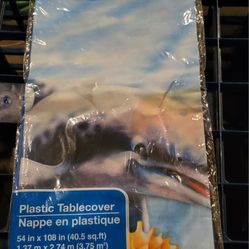 Plastic Tablecover
Nappe en plastique
54 in x 108 in (40.5 sq.ft)
1.37 m x 2.74 m (3,75 m²)